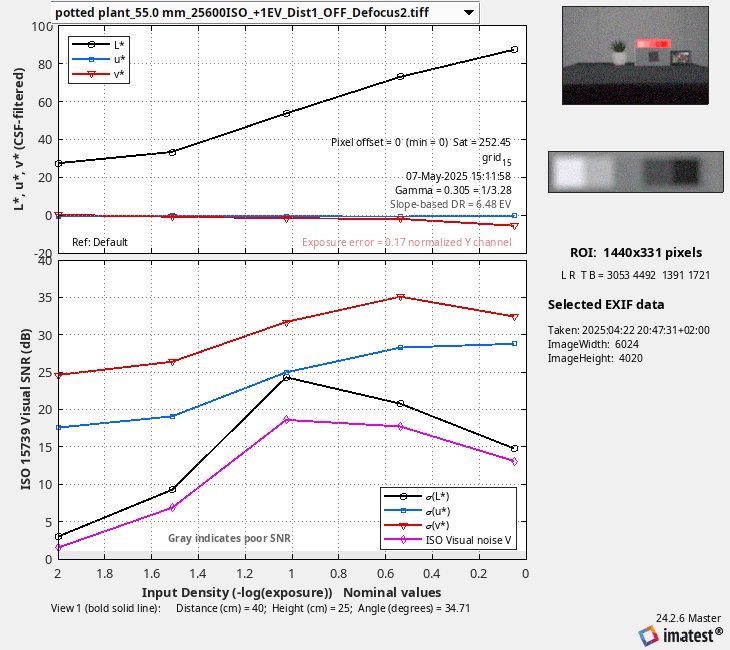 potted plant_55.0 mm_25600ISO_+1EV_Dist1_OFF_Defocus2.tiff
100
80
60
40
20
0
-20
L*, u*, v* (CSF-filtered)
L*
u*
v*
Pixel offset = 0 (min = 0) Sat = 252.45
grid15
07-May-2025 15:11:58
Gamma = 0.305 = 1/3.28
Slope-based DR = 6.48 EV
Ref: Default
Exposure error = 0.17 normalized Y channel
40
35
30
25
20
15
10
5
0
ISO 15739 Visual SNR (dB)
σ(L*)
σ(u*)
σ(v*)
ISO Visual noise V
Gray indicates poor SNR
2 1.8 1.6 1.4 1.2 1 0.8 0.6 0.4 0.2 0
Input Density (-log(exposure)) Nominal values
View 1 (bold solid line): Distance (cm) = 40; Height (cm) = 25; Angle (degrees) = 34.71
ROI: 1440x331 pixels
L R T B = 3053 4492 1391 1721
Selected EXIF data
Taken: 2025:04:22 20:47:31+02:00
ImageWidth: 6024
ImageHeight: 4020
24.2.6 Master
imatest®